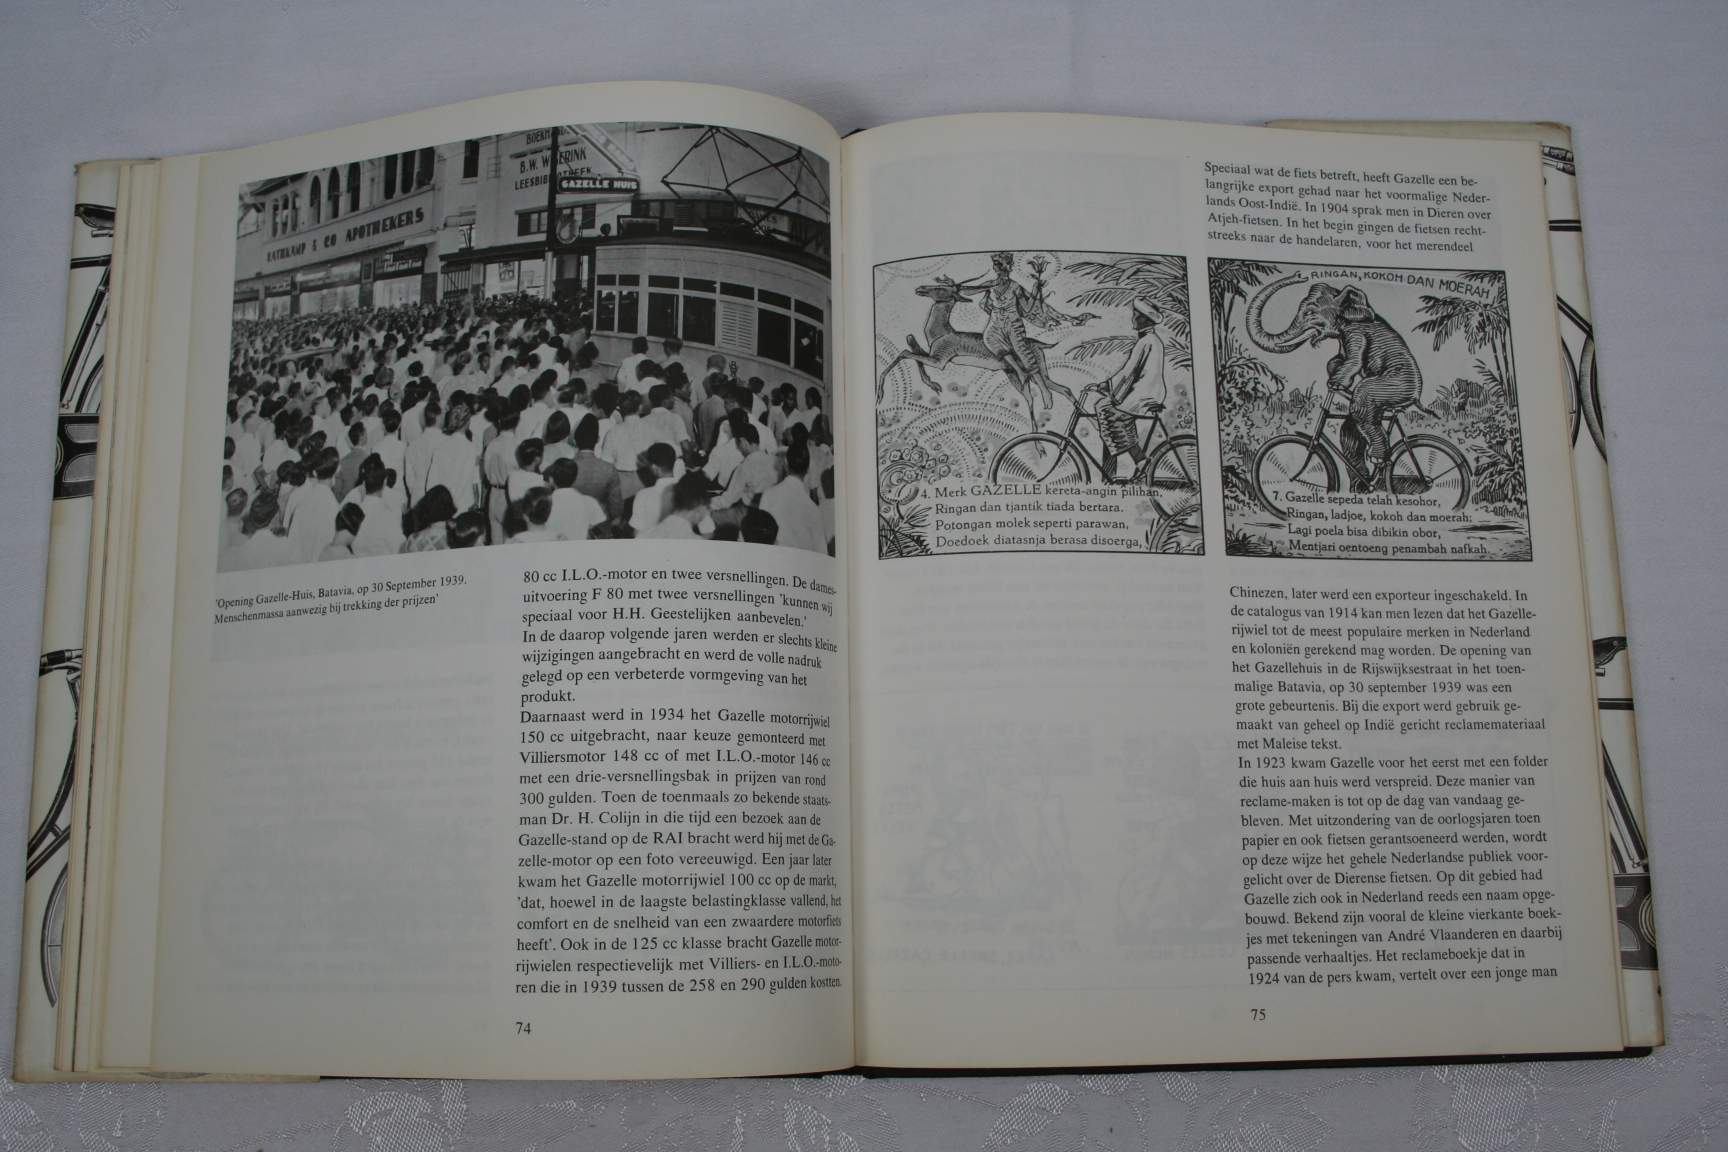 BOEKHAN
B.W. W
ERINK
LEESBIBLIOTHEEK
GAZELLE HUIS
RATHKAMP & CO APOTHEKERS
'Opening Gazelle-Huis, Batavia, op 30 September 1939.
Menschenmassa aanwezig bij trekking der prijzen'
80 cc I.L.O.-motor en twee versnellingen. De dames-
uitvoering F 80 met twee versnellingen 'kunnen wij
speciaal voor H.H. Geestelijken aanbevelen.'
In de daarop volgende jaren werden er slechts kleine
wijzigingen aangebracht en werd de volle nadruk
gelegd op een verbeterde vormgeving van het
produkt.
Daarnaast werd in 1934 het Gazelle motorrijwiel
150 cc uitgebracht, naar keuze gemonteerd met
Villiersmotor 148 cc of met I.L.O.-motor 146 cc
met een drie-versnellingsbak in prijzen van rond
300 gulden. Toen de toenmaals zo bekende staats-
man Dr. H. Colijn in die tijd een bezoek aan de
Gazelle-stand op de RAI bracht werd hij met de Ga-
zelle-motor op een foto vereeuwigd. Een jaar later
kwam het Gazelle motorrijwiel 100 cc op de markt,
'dat, hoewel in de laagste belastingklasse vallend, het
comfort en de snelheid van een zwaardere motorfiets
heeft'. Ook in de 125 cc klasse bracht Gazelle motor-
rijwielen respectievelijk met Villiers- en I.L.O.-moto-
ren die in 1939 tussen de 258 en 290 gulden kostten.
74
Speciaal wat de fiets betreft, heeft Gazelle een be-
langrijke export gehad naar het voormalige Neder-
lands Oost-Indië. In 1904 sprak men in Dieren over
Atjeh-fietsen. In het begin gingen de fietsen recht-
streeks naar de handelaren, voor het merendeel
4. Merk GAZELLE kereta-angin pilihan,
Ringan dan tjantik tiada bertara.
Potongan molek seperti parawan,
Doedoek diatasnja berasa disoerga,
RINGAN, KOKOH DAN MOERAH
7. Gazelle sepeda telah kesohor,
Ringan, ladjoe, kokoh dan moerah;
Lagi poela bisa dibikin obor,
Mentjari oentoeng penambah nafkah.
Chinezen, later werd een exporteur ingeschakeld. In
de catalogus van 1914 kan men lezen dat het Gazelle-
rijwiel tot de meest populaire merken in Nederland
en koloniën gerekend mag worden. De opening van
het Gazellehuis in de Rijswijksestraat in het toen-
malige Batavia, op 30 september 1939 was een
grote gebeurtenis. Bij die export werd gebruik ge-
maakt van geheel op Indië gericht reclamemateriaal
met Maleise tekst.
In 1923 kwam Gazelle voor het eerst met een folder
die huis aan huis werd verspreid. Deze manier van
reclame-maken is tot op de dag van vandaag ge-
bleven. Met uitzondering van de oorlogsjaren toen
papier en ook fietsen gerantsoeneerd werden, wordt
op deze wijze het gehele Nederlandse publiek voor-
gelicht over de Dierense fietsen. Op dit gebied had
Gazelle zich ook in Nederland reeds een naam opge-
bouwd. Bekend zijn vooral de kleine vierkante boek-
jes met tekeningen van André Vlaanderen en daarbij
passende verhaaltjes. Het reclameboekje dat in
1924 van de pers kwam, vertelt over een jonge man
75